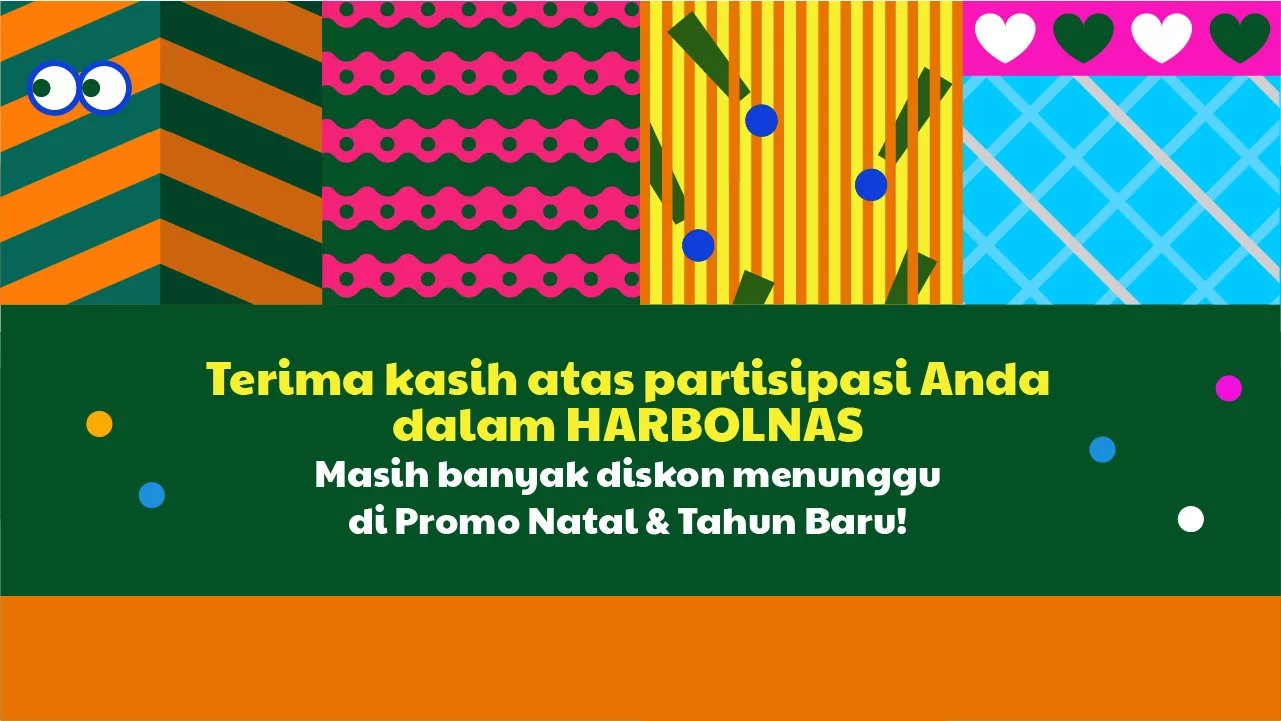 Terima kasih atas partisipasi Anda
dalam HARBOLNAS
Masih banyak diskon menunggu
di Promo Natal & Tahun Baru!